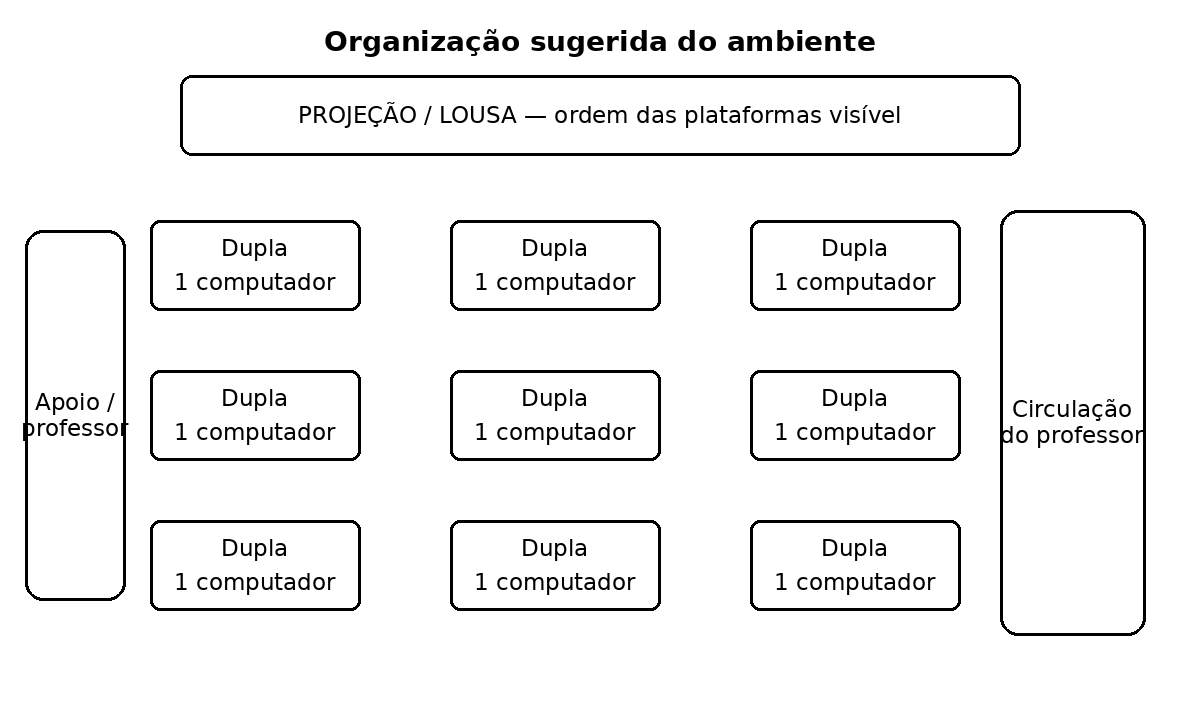 Organização sugerida do ambiente
PROJEÇÃO / LOUSA — ordem das plataformas visível
Dupla
1 computador
Dupla
1 computador
Dupla
1 computador
Apoio /
professor
Dupla
1 computador
Dupla
1 computador
Dupla
1 computador
Circulação
do professor
Dupla
1 computador
Dupla
1 computador
Dupla
1 computador